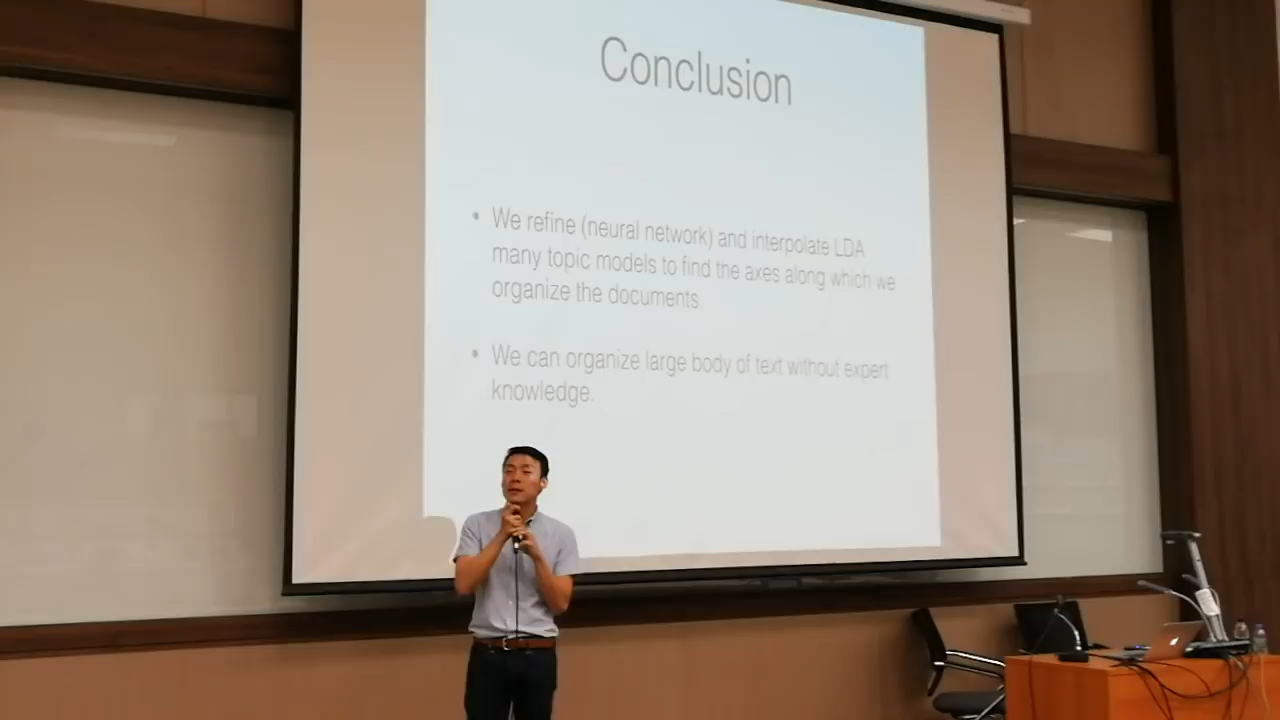 Conclusion
• We refine (neural network) and interpolate LDA
many topic models to find the axes along which we
organize the documents.
• We can organize large body of text without expert
knowledge.